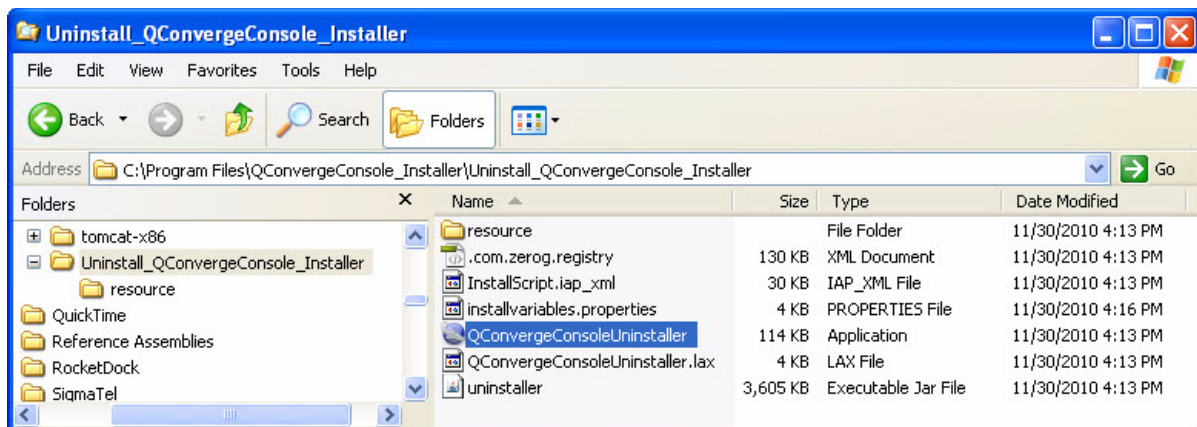 Uninstall_QConvergeConsole_Installer
File Edit View Favorites Tools Help
Back Search Folders
Address C:\Program Files\QConvergeConsole_Installer\Uninstall_QConvergeConsole_Installer Go
Folders
tomcat-x86
Uninstall_QConvergeConsole_Installer
resource
QuickTime
Reference Assemblies
RocketDock
SigmaTel
Name Size Type Date Modified
resource File Folder 11/30/2010 4:13 PM
.com.zerog.registry 130 KB XML Document 11/30/2010 4:13 PM
InstallScript.iap_xml 30 KB IAP_XML File 11/30/2010 4:13 PM
installvariables.properties 4 KB PROPERTIES File 11/30/2010 4:16 PM
QConvergeConsoleUninstaller 114 KB Application 11/30/2010 4:13 PM
QConvergeConsoleUninstaller.lax 4 KB LAX File 11/30/2010 4:13 PM
uninstaller 3,605 KB Executable Jar File 11/30/2010 4:13 PM